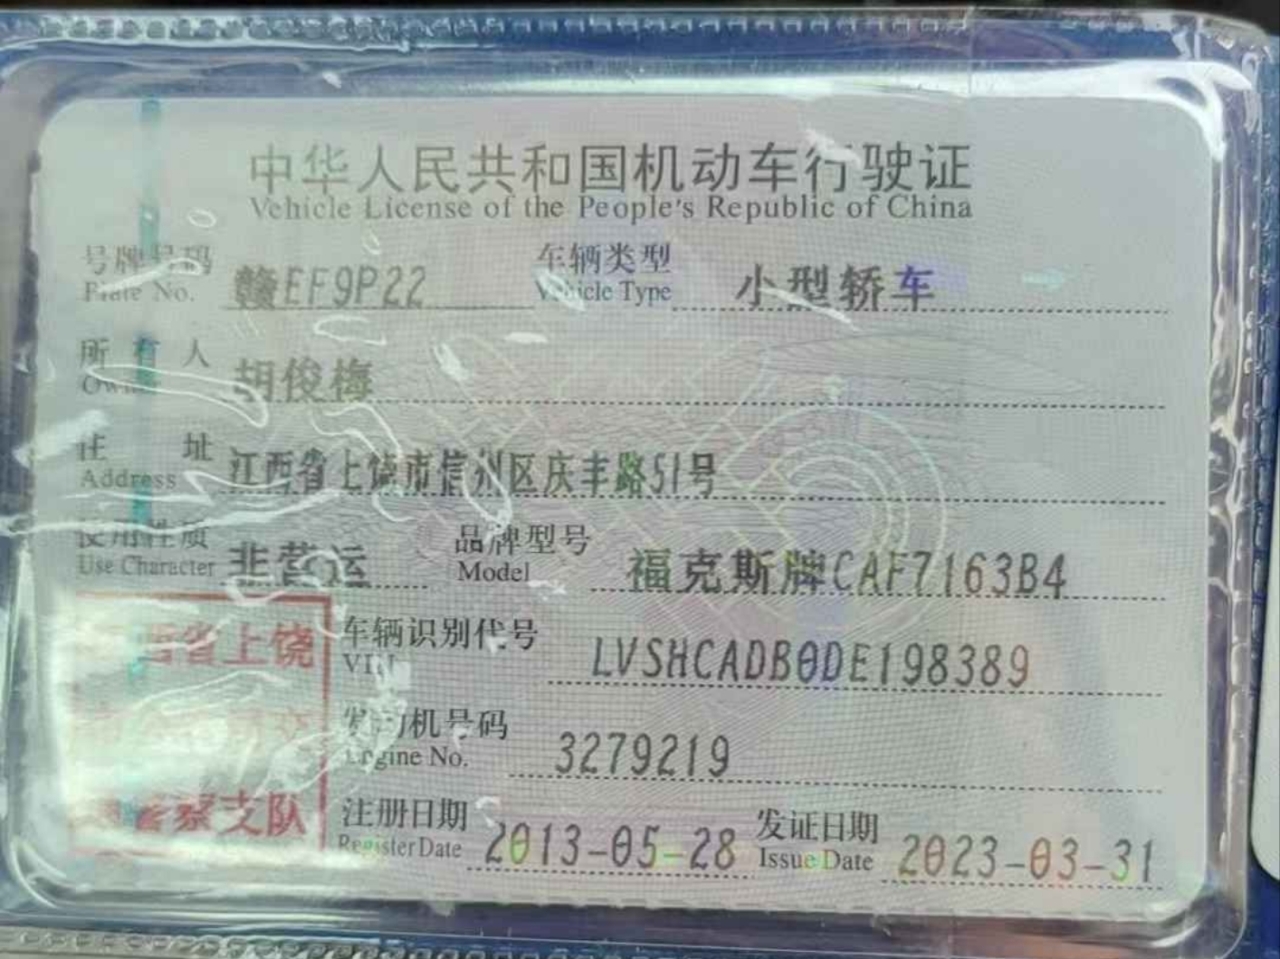 中华人民共和国机动车行驶证
Vehicle License of the People's Republic of China
号牌号码 赣EF9P22 车辆类型 小型轿车
Plate No. Vehicle Type
所有人 胡俊梅
Owner
住址 江西省上饶市信州区庆丰路51号
Address
使用性质 非营运 品牌型号 福克斯牌CAF7163B4
Use Character Model
车辆识别代号 LVSHCADB0DE198389
VIN
发动机号码 3279219
Engine No.
注册日期 2013-05-28 发证日期 2023-03-31
Register Date Issue Date
西省上饶
警察支队